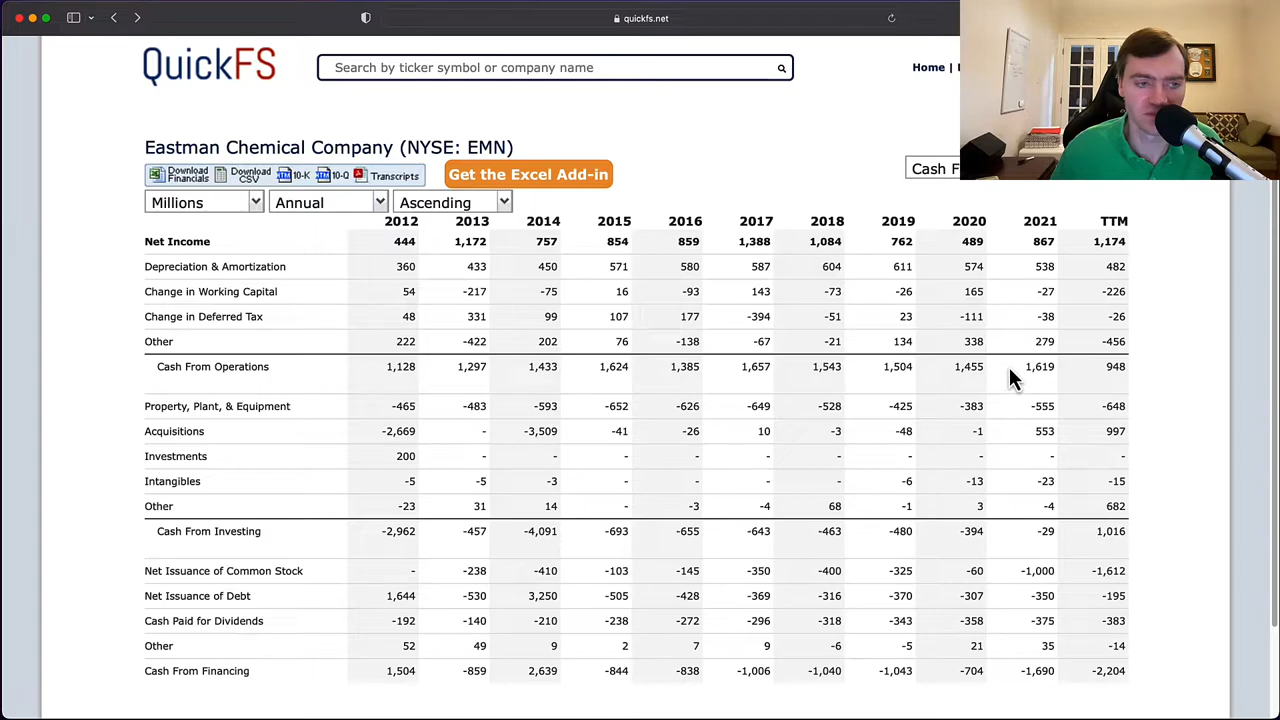 quickfs.net
QuickFS
Search by ticker symbol or company name
Home |
Eastman Chemical Company (NYSE: EMN)
Download Financials Download CSV 10-K 10-Q Transcripts
Get the Excel Add-in
Cash F
Millions Annual Ascending
2012 2013 2014 2015 2016 2017 2018 2019 2020 2021 TTM
Net Income 444 1,172 757 854 859 1,388 1,084 762 489 867 1,174
Depreciation & Amortization 360 433 450 571 580 587 604 611 574 538 482
Change in Working Capital 54 -217 -75 16 -93 143 -73 -26 165 -27 -226
Change in Deferred Tax 48 331 99 107 177 -394 -51 23 -111 -38 -26
Other 222 -422 202 76 -138 -67 -21 134 338 279 -456
Cash From Operations 1,128 1,297 1,433 1,624 1,385 1,657 1,543 1,504 1,455 1,619 948
Property, Plant, & Equipment -465 -483 -593 -652 -626 -649 -528 -425 -383 -555 -648
Acquisitions -2,669 - -3,509 -41 -26 10 -3 -48 -1 553 997
Investments 200 - - - - - - - - - -
Intangibles -5 -5 -3 - - - - -6 -13 -23 -15
Other -23 31 14 - -3 -4 68 -1 3 - 682
Cash From Investing -2,962 -457 -4,091 -693 -655 -643 -463 -480 -394 -29 1,016
Net Issuance of Common Stock - -238 -410 -103 -145 -350 -400 -325 -60 -1,000 -1,612
Net Issuance of Debt 1,644 -530 3,250 -505 -428 -369 -316 -370 -307 -350 -195
Cash Paid for Dividends -192 -140 -210 -238 -272 -296 -318 -343 -358 -375 -383
Other 52 49 9 2 7 9 -6 -5 21 35 -14
Cash From Financing 1,504 -859 2,639 -844 -838 -1,006 -1,040 -1,043 -704 -1,690 -2,204